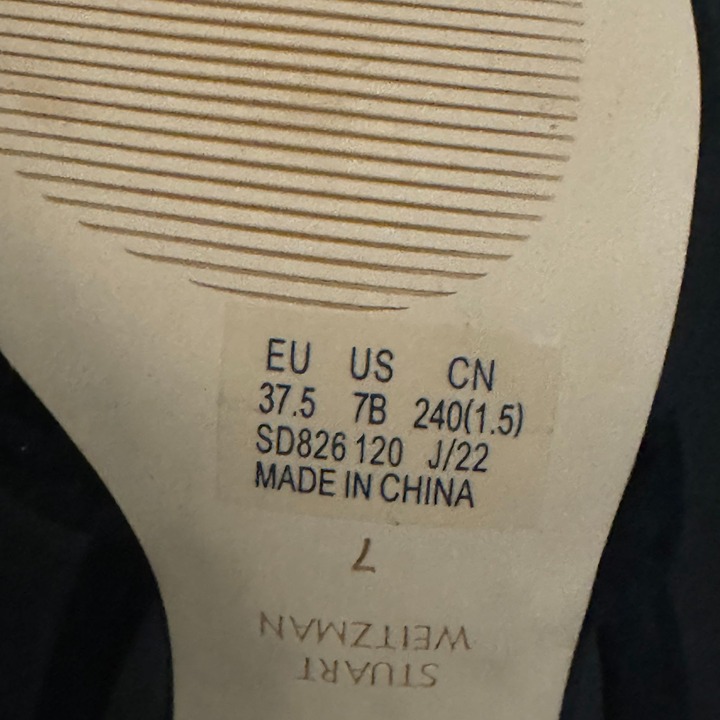 EU US CN
37.5 7B 240(1.5)
SD826 120 J/22
MADE IN CHINA
7
STUART
WEITZMAN